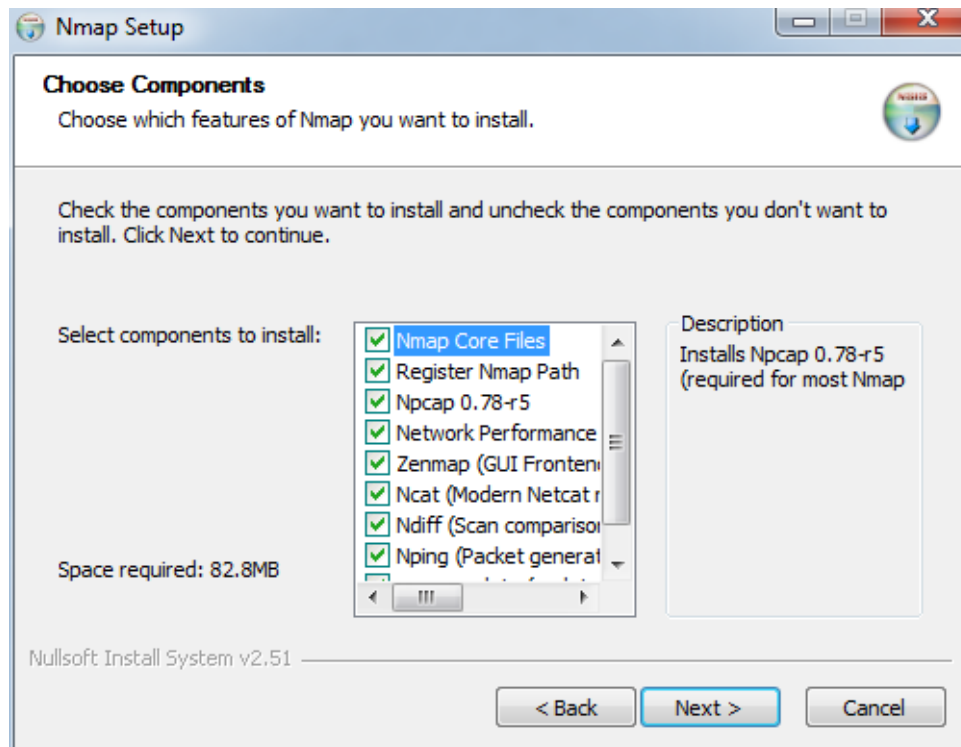 Nmap Setup
Choose Components
Choose which features of Nmap you want to install.
Check the components you want to install and uncheck the components you don't want to
install. Click Next to continue.
Select components to install:
Nmap Core Files
Register Nmap Path
Npcap 0.78-r5
Network Performance
Zenmap (GUI Fronten
Ncat (Modern Netcat r
Ndiff (Scan comparison
Nping (Packet generat
Description
Installs Npcap 0.78-r5
(required for most Nmap
Space required: 82.8MB
Nullsoft Install System v2.51
< Back
Next >
Cancel